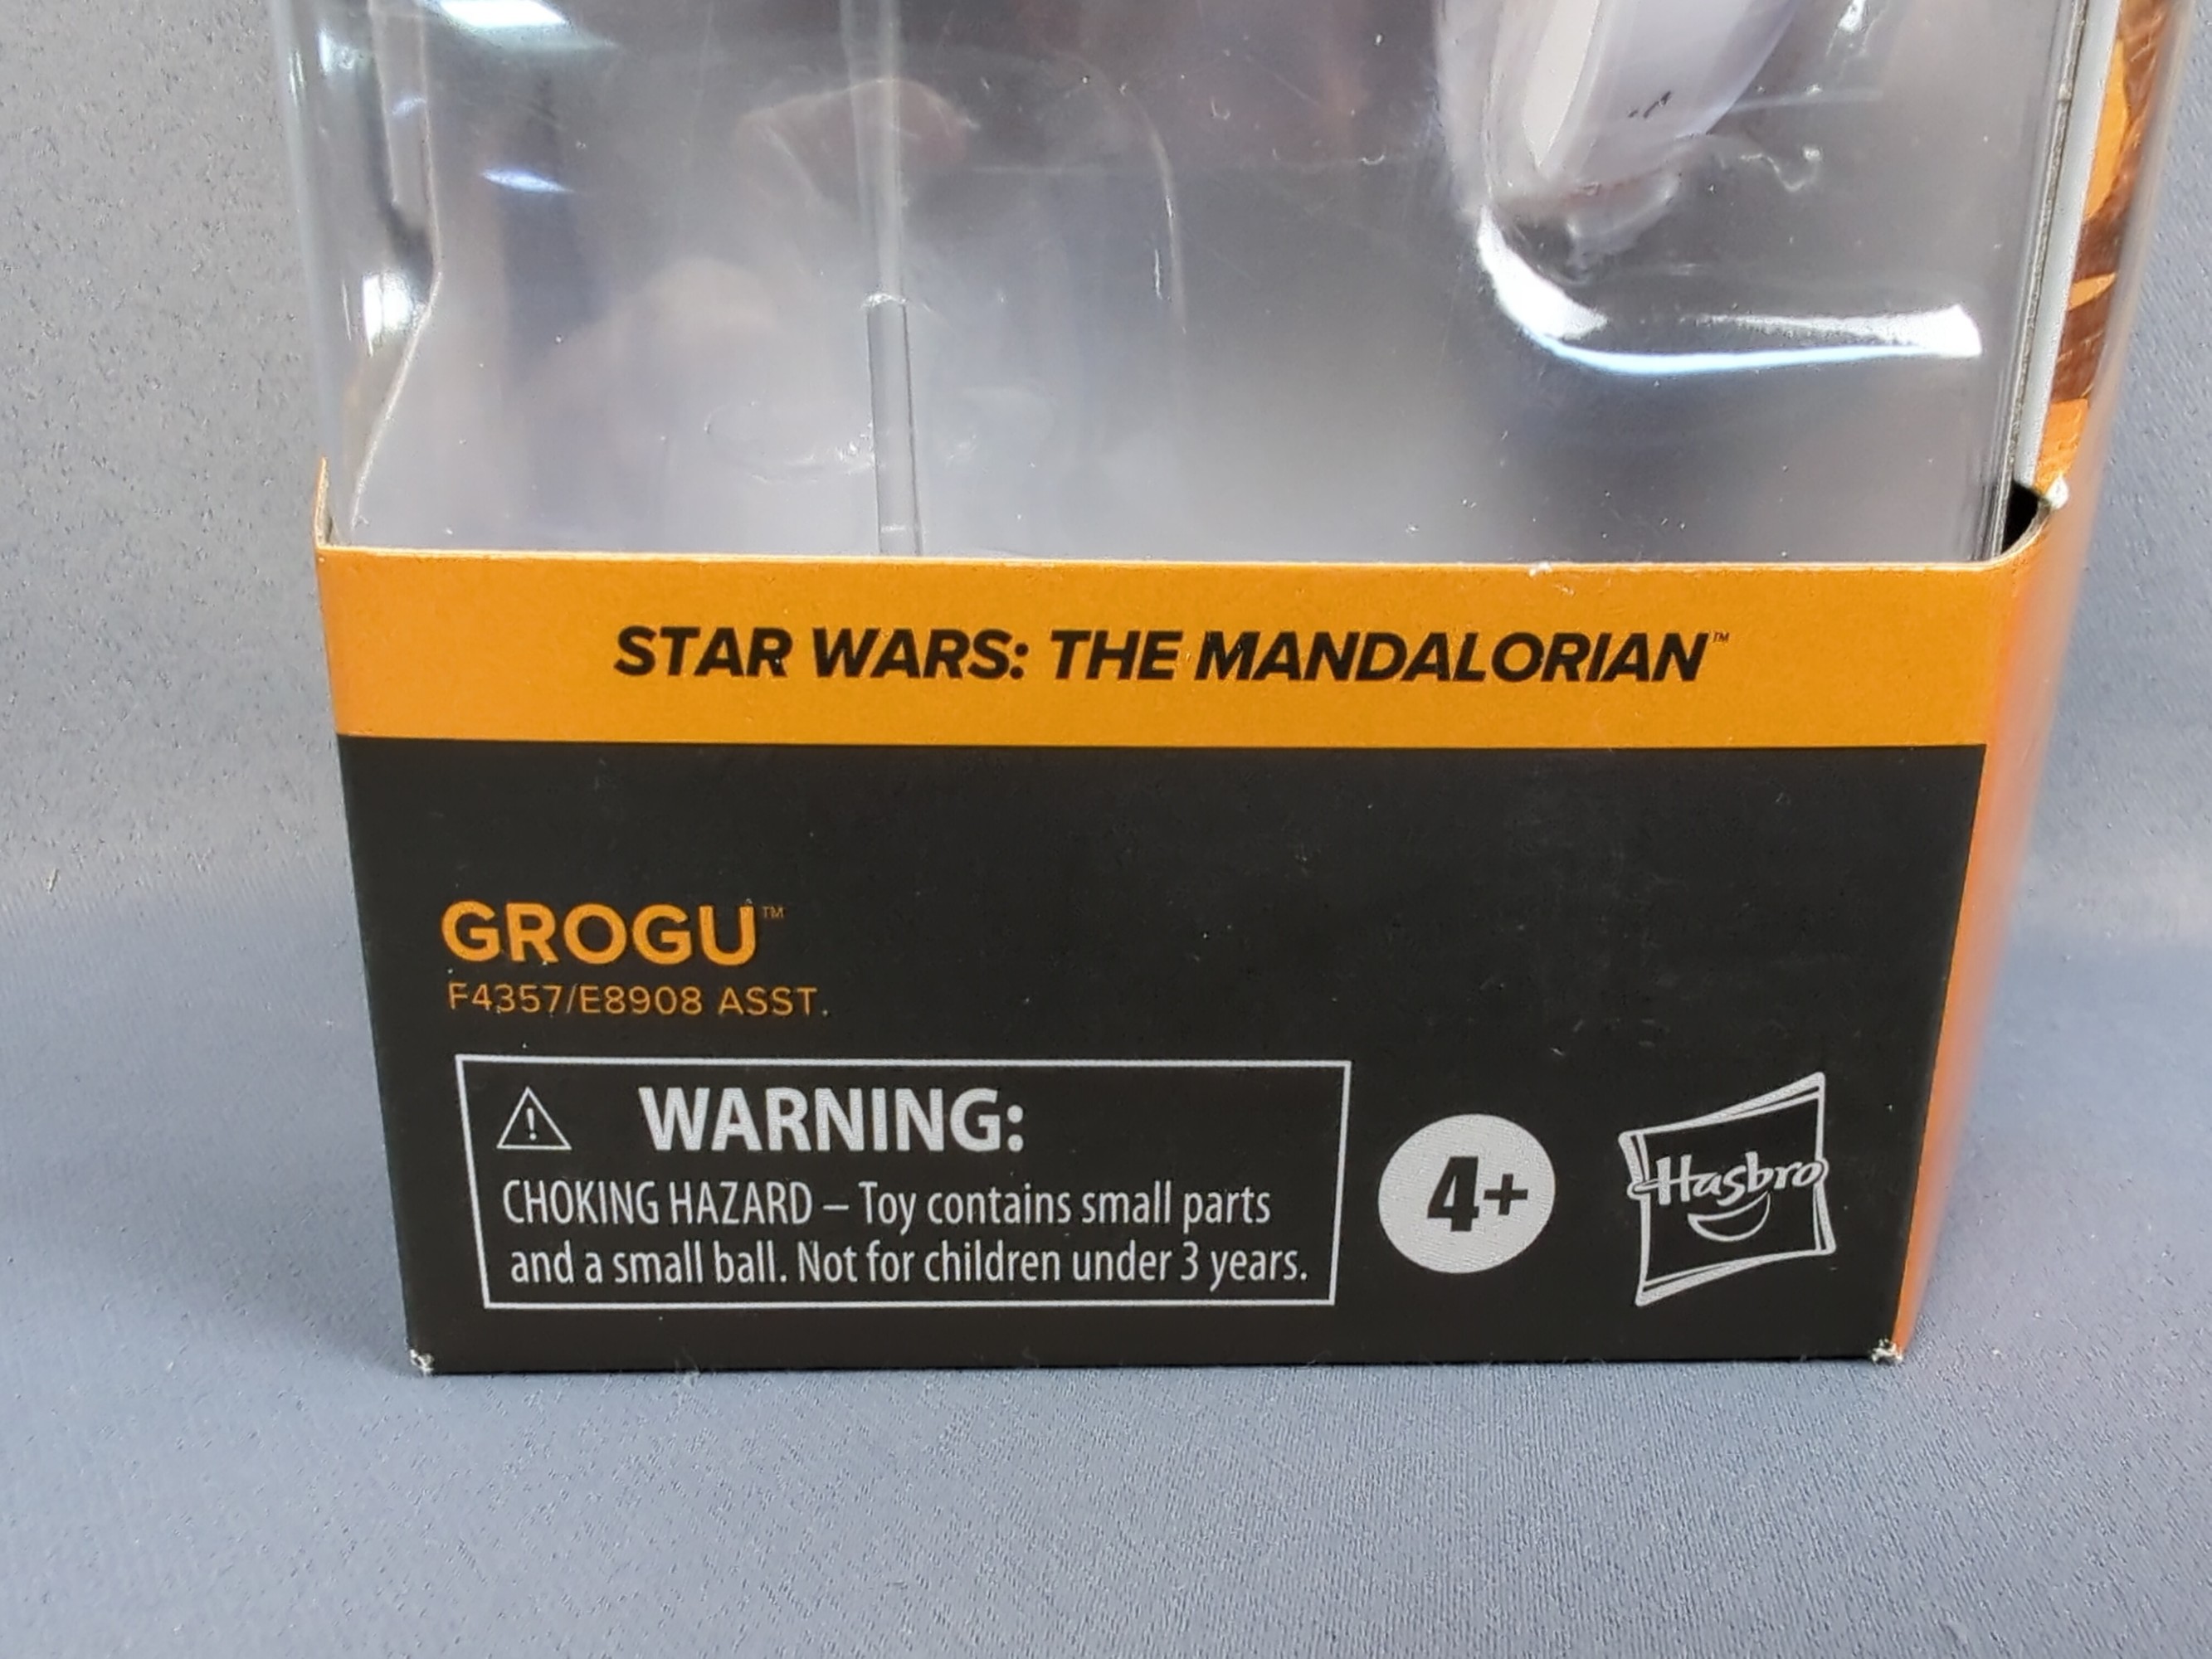 STAR WARS: THE MANDALORIAN™
GROGU™
F4357/E8908 ASST.
WARNING:
CHOKING HAZARD – Toy contains small parts
and a small ball. Not for children under 3 years.
4+
Hasbro